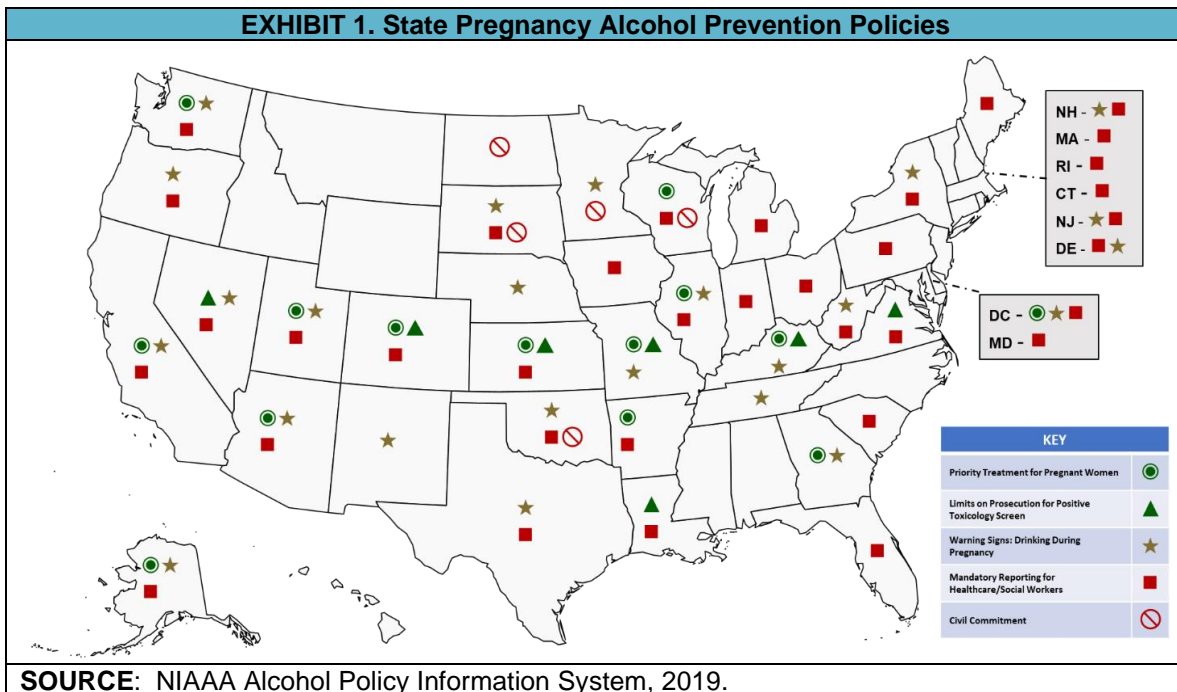 EXHIBIT 1. State Pregnancy Alcohol Prevention Policies
NH -
MA -
RI -
CT -
NJ -
DE -
DC -
MD -
KEY
Priority Treatment for Pregnant Women
Limits on Prosecution for Positive
Toxicology Screen
Warning Signs: Drinking During
Pregnancy
Mandatory Reporting for
Healthcare/Social Workers
Civil Commitment
SOURCE: NIAAA Alcohol Policy Information System, 2019.